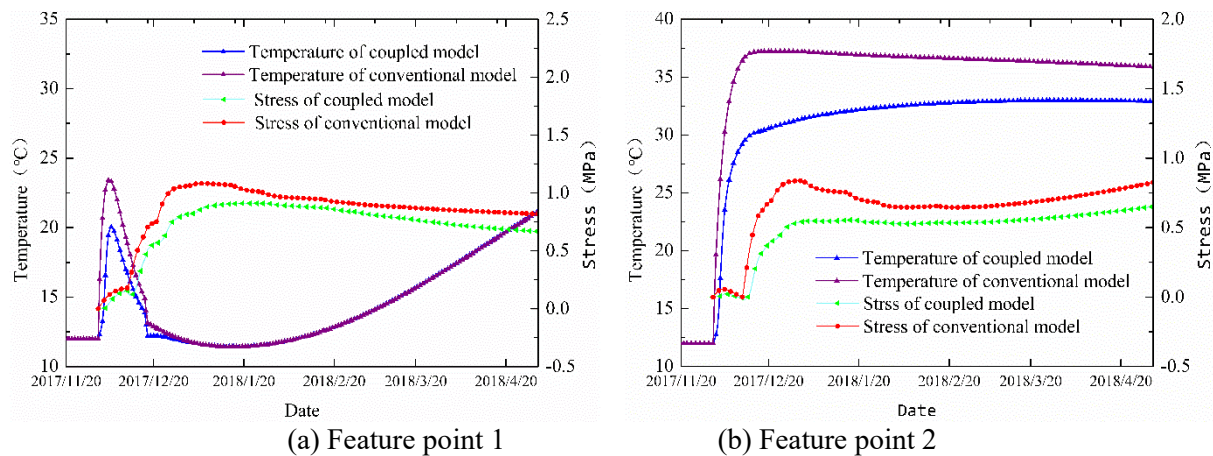 35
30
25
20
15
10
Temperature（℃）
Temperature of coupled model
Temperature of conventional model
Stress of coupled model
Stress of conventional model
2.5
2.0
1.5
1.0
0.5
0.0
-0.5
Stress（MPa）
2017/11/20 2017/12/20 2018/1/20 2018/2/20 2018/3/20 2018/4/20
Date
(a) Feature point 1
40
35
30
25
20
15
10
Temperature（℃）
Temperature of coupled model
Temperature of conventional model
Strss of coupled model
Stress of conventional model
2.0
1.5
1.0
0.5
0.0
-0.5
Stress（MPa）
2017/11/20 2017/12/20 2018/1/20 2018/2/20 2018/3/20 2018/4/20
Date
(b) Feature point 2